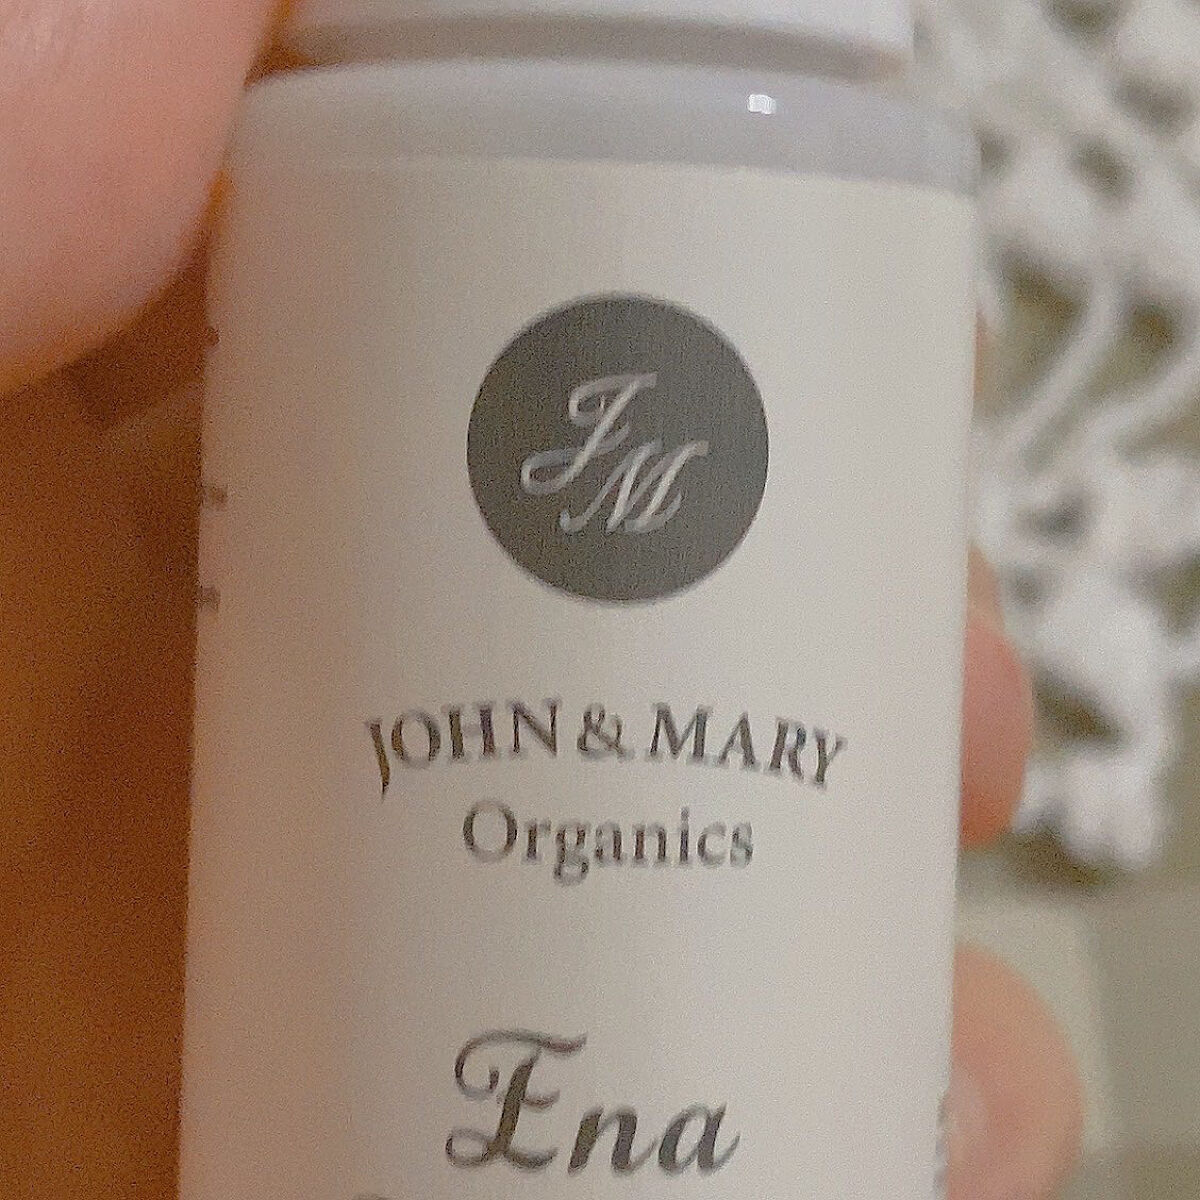 JM
JOHN & MARY
Organics
Ena